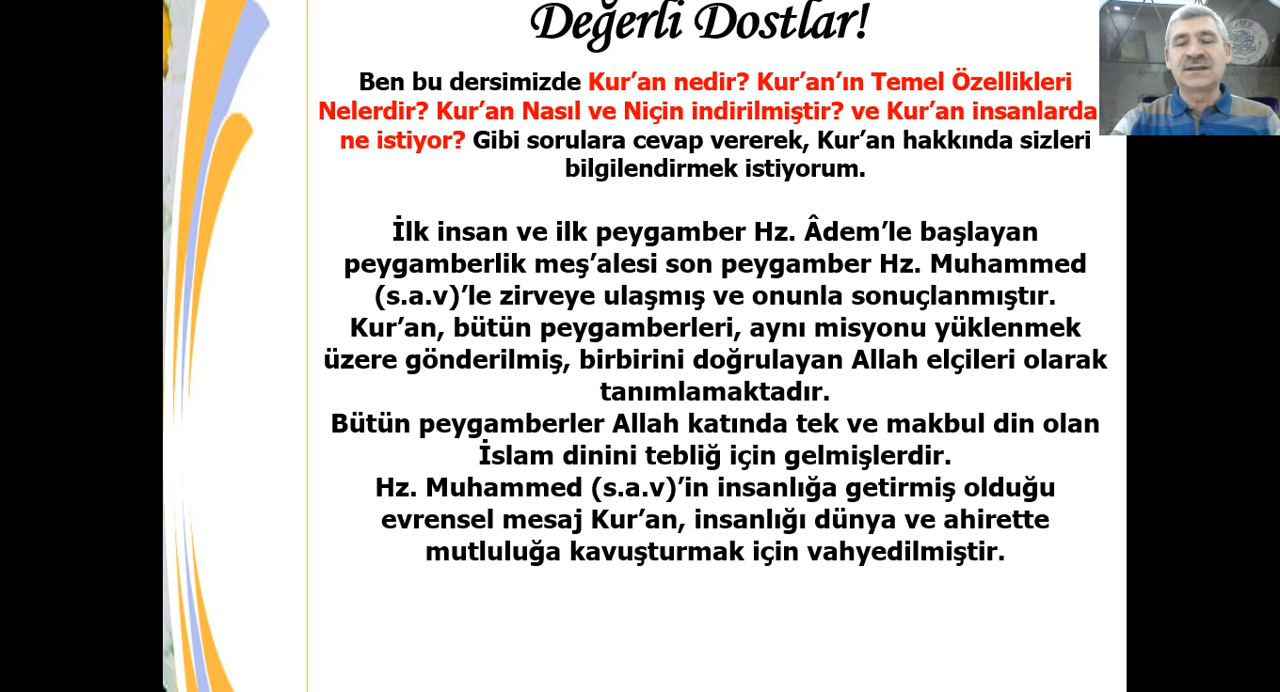 Değerli Dostlar!
Ben bu dersimizde Kur’an nedir? Kur’an’ın Temel Özellikleri
Nelerdir? Kur’an Nasıl ve Niçin indirilmiştir? ve Kur’an insanlarda
ne istiyor? Gibi sorulara cevap vererek, Kur’an hakkında sizleri
bilgilendirmek istiyorum.
İlk insan ve ilk peygamber Hz. Âdem’le başlayan
peygamberlik meş’alesi son peygamber Hz. Muhammed
(s.a.v)’le zirveye ulaşmış ve onunla sonuçlanmıştır.
Kur’an, bütün peygamberleri, aynı misyonu yüklenmek
üzere gönderilmiş, birbirini doğrulayan Allah elçileri olarak
tanımlamaktadır.
Bütün peygamberler Allah katında tek ve makbul din olan
İslam dinini tebliğ için gelmişlerdir.
Hz. Muhammed (s.a.v)’in insanlığa getirmiş olduğu
evrensel mesaj Kur’an, insanlığı dünya ve ahirette
mutluluğa kavuşturmak için vahyedilmiştir.